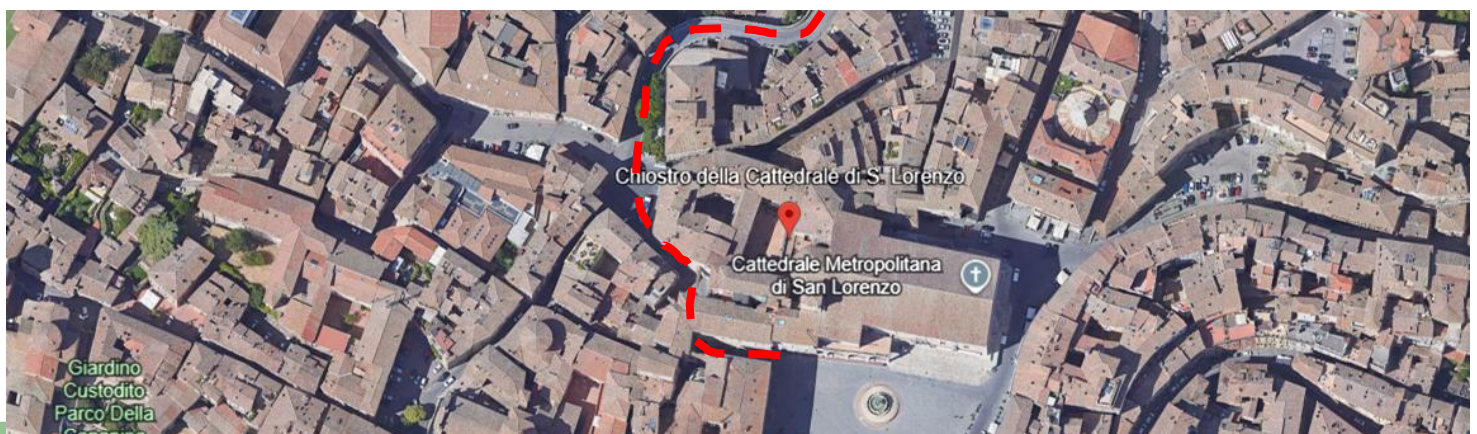 Chiostro della Cattedrale di S. Lorenzo
Cattedrale Metropolitana
di San Lorenzo
Giardino
Custodito
Parco Della